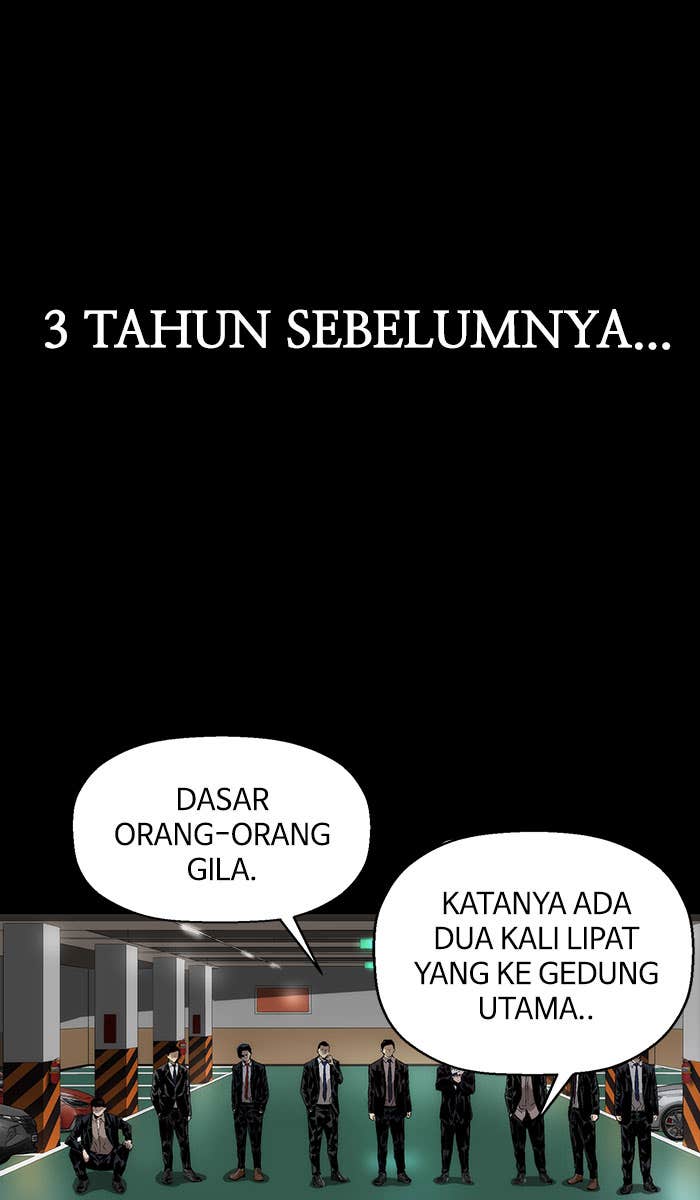 3 TAHUN SEBELUMNYA...
DASAR
ORANG-ORANG
GILA.
KATANYA ADA
DUA KALI LIPAT
YANG KE GEDUNG
UTAMA..